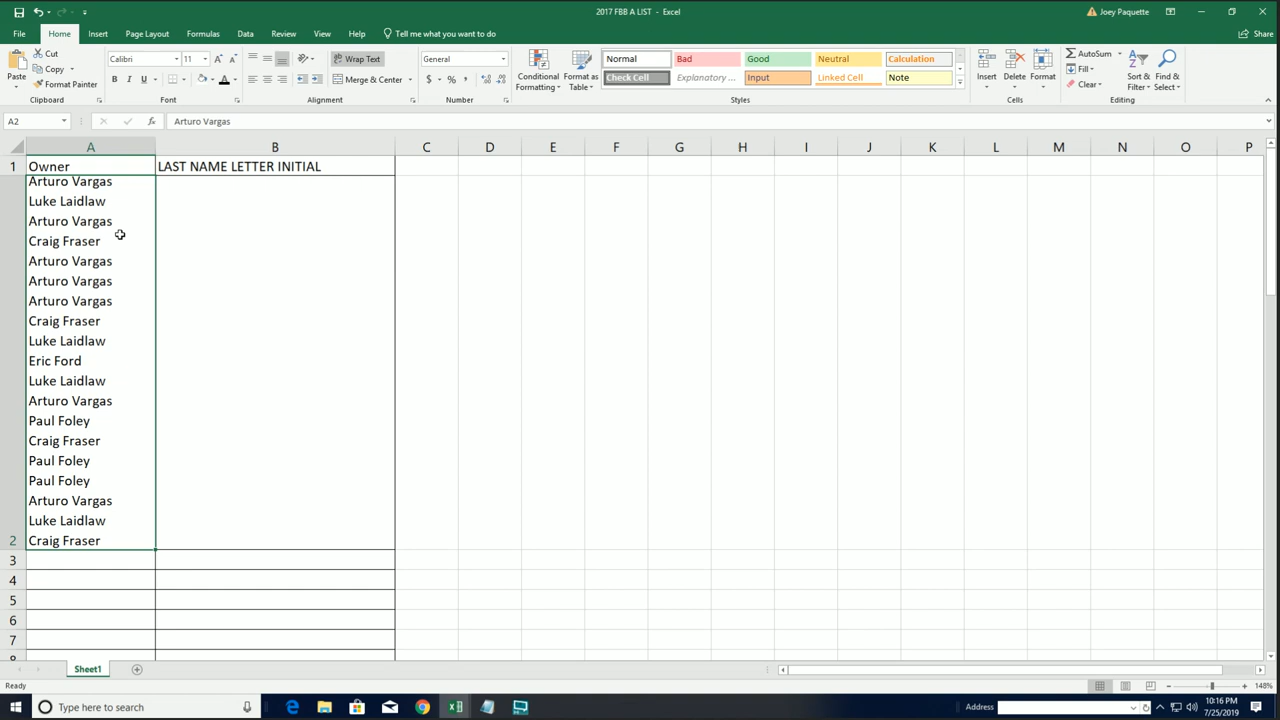 2017 FBB A LIST - Excel
Joey Paquette
File Home Insert Page Layout Formulas Data Review View Help Tell me what you want to do Share
Paste
Cut
Copy
Format Painter
Clipboard
Calibri 11
B I U
Font
Wrap Text
Merge & Center
Alignment
General
$ % ,
Number
Conditional Formatting
Format as Table
Normal Bad Good Neutral Calculation
Check Cell Explanatory ... Input Linked Cell Note
Styles
Insert Delete Format
Cells
AutoSum
Fill
Clear
Sort & Filter
Find & Select
Editing
A2 fx Arturo Vargas
A B C D E F G H I J K L M N O P
1 Owner LAST NAME LETTER INITIAL
Arturo Vargas
Luke Laidlaw
Arturo Vargas
Craig Fraser
Arturo Vargas
Arturo Vargas
Arturo Vargas
Craig Fraser
Luke Laidlaw
Eric Ford
Luke Laidlaw
Arturo Vargas
Paul Foley
Craig Fraser
Paul Foley
Paul Foley
Arturo Vargas
Luke Laidlaw
2 Craig Fraser
3
4
5
6
7
8
Sheet1
Ready 148%
Type here to search
Address
10:16 PM
7/25/2019